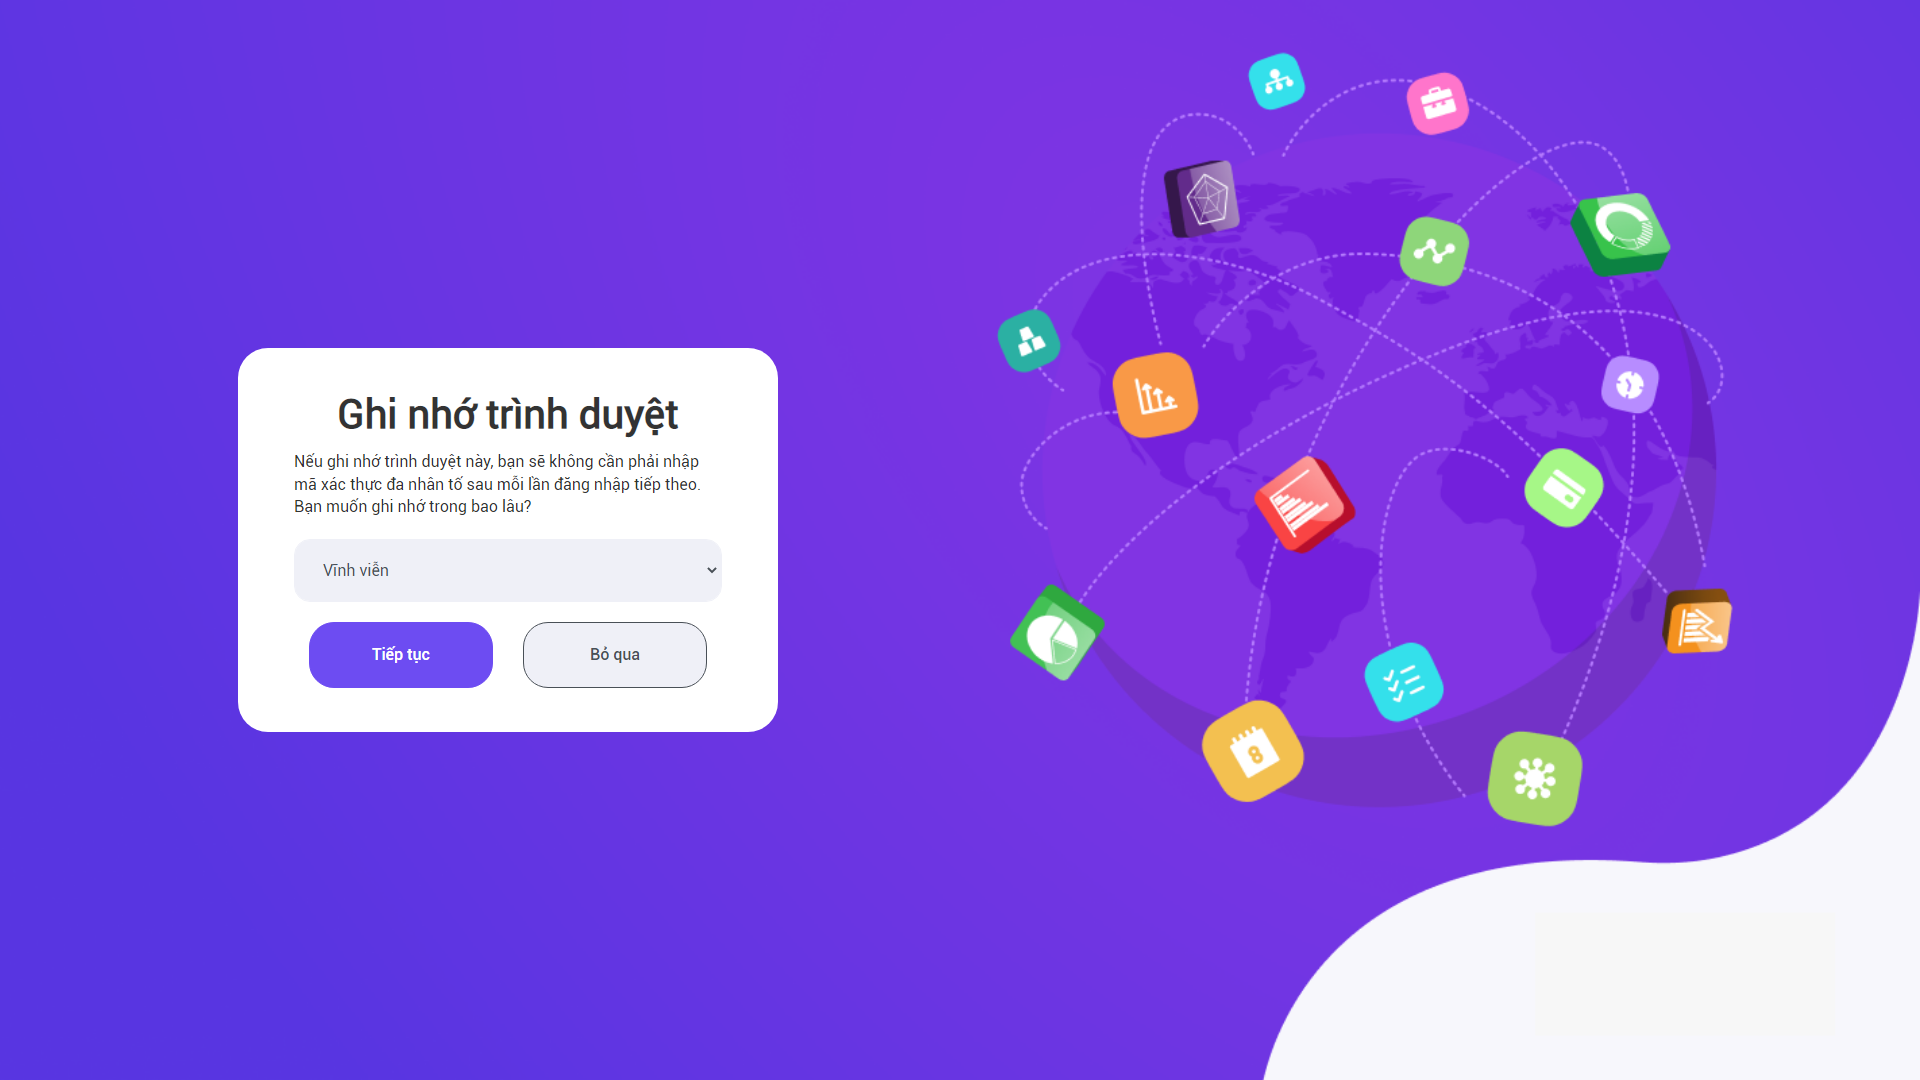 Ghi nhớ trình duyệt
Nếu ghi nhớ trình duyệt này, bạn sẽ không cần phải nhập
mã xác thực đa nhân tố sau mỗi lần đăng nhập tiếp theo.
Bạn muốn ghi nhớ trong bao lâu?
Vĩnh viễn
Tiếp tục
Bỏ qua
8